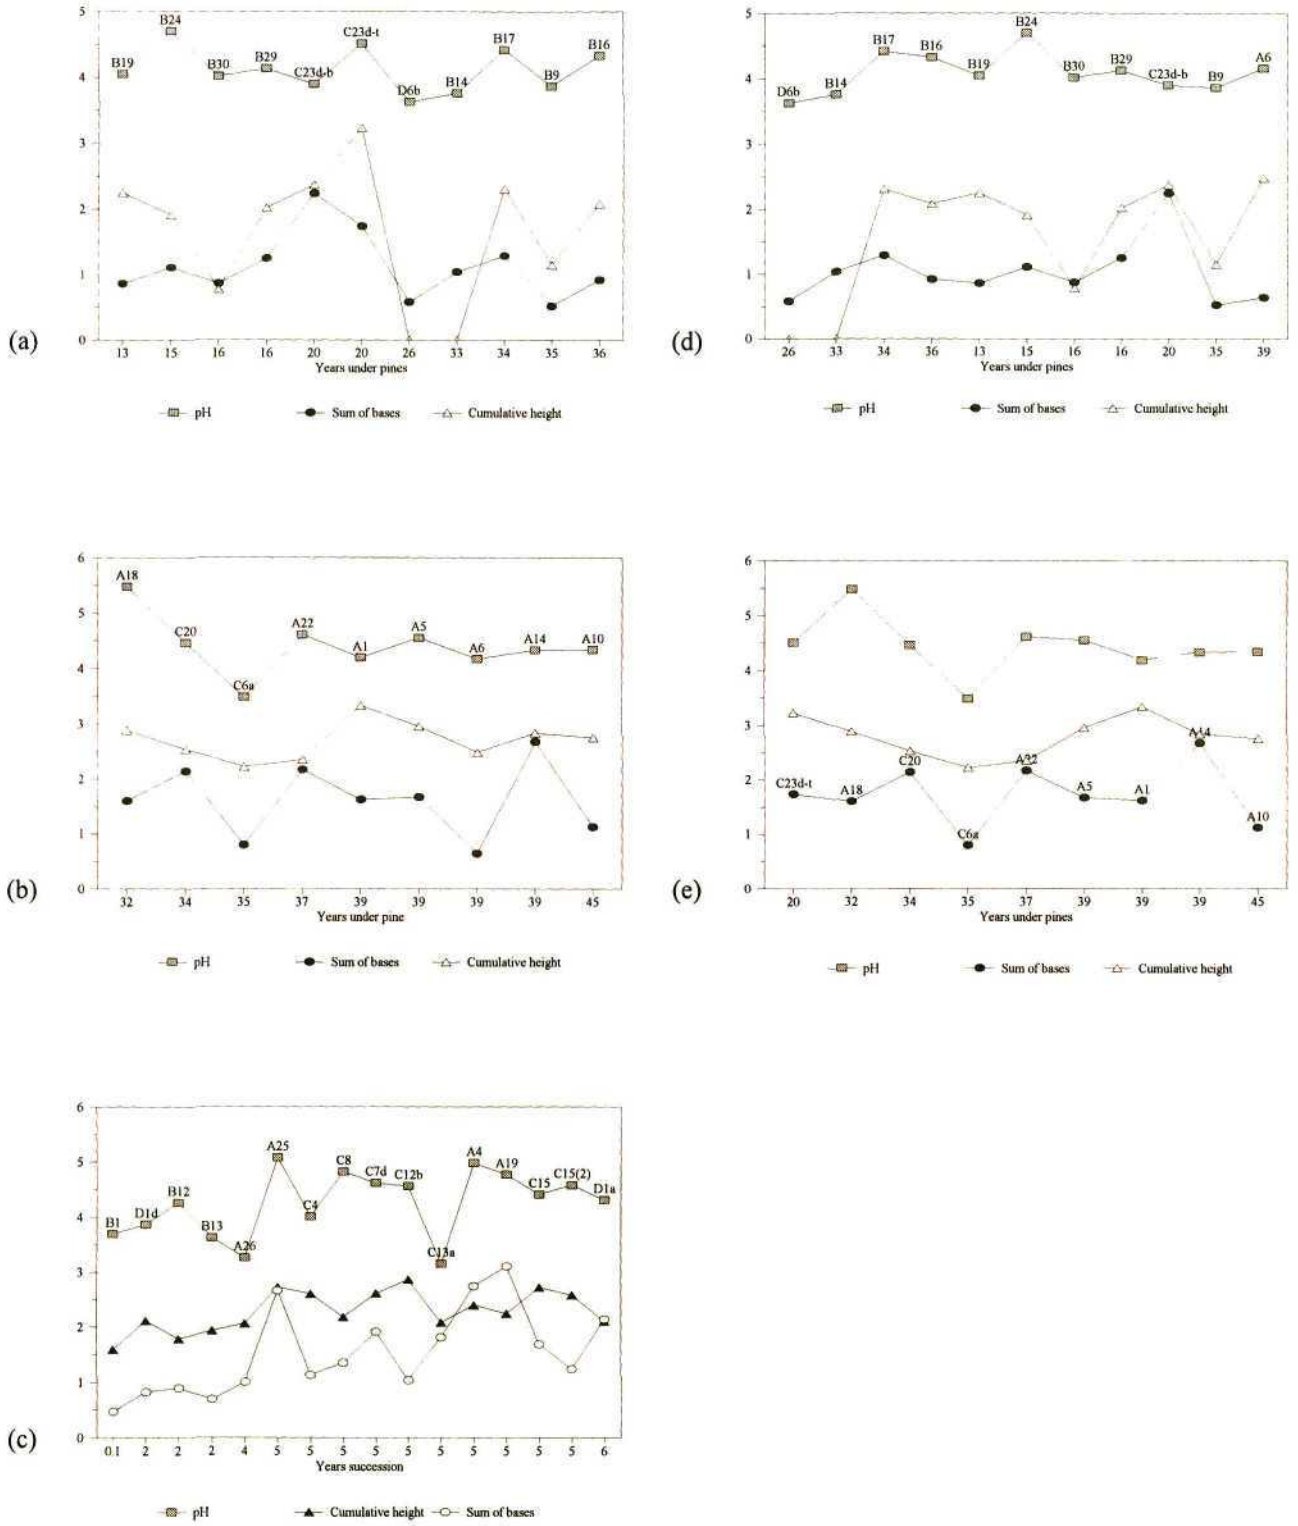 5
4
3
2
1
0
B19
B24
B30
B29
C23d-b
C23d-t
D6b
B14
B17
B9
B16
(a)
13 15 16 16 20 20 26 33 34 35 36
Years under pines
pH Sum of bases Cumulative height
5
4
3
2
1
0
D6b
B14
B17
B16
B19
B24
B30
B29
C23d-b
B9
A6
(d)
26 33 34 36 13 15 16 16 20 35 39
Years under pines
pH Sum of bases Cumulative height
6
5
4
3
2
1
0
A18
C20
C6a
A22
A1
A5
A6
A14
A10
(b)
32 34 35 37 39 39 39 39 45
Years under pine
pH Sum of bases Cumulative height
6
5
4
3
2
1
0
C23d-t
A18
C20
C6a
A22
A5
A1
A14
A10
(e)
20 32 34 35 37 39 39 39 45
Years under pines
pH Sum of bases Cumulative height
6
5
4
3
2
1
0
B1
D1d
B12
B13
A26
A25
C4
C8
C7d
C12b
C13a
A4
A19
C15
C15(2)
D1a
(c)
0.1 2 2 2 4 5 5 5 5 5 5 5 5 5 5 6
Years succession
pH Cumulative height Sum of bases